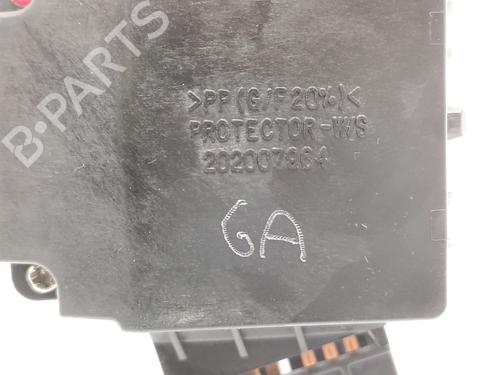 B-PARTS
>PP(G/F20%)<
PROTECTOR-W/S
202007964
GA